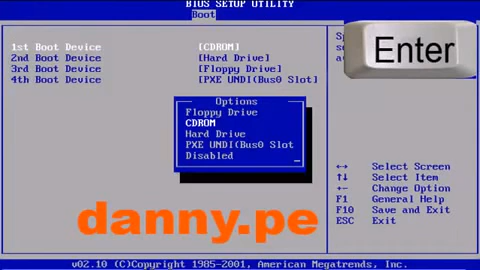 BIOS SETUP UTILITY
Boot
1st Boot Device [CDROM]
2nd Boot Device [Hard Drive]
3rd Boot Device [Floppy Drive]
4th Boot Device [PXE UNDI(Bus0 Slot]
Options
Floppy Drive
CDROM
Hard Drive
PXE UNDI(Bus0 Slot
Disabled
Enter
←→ Select Screen
↑↓ Select Item
+- Change Option
F1 General Help
F10 Save and Exit
ESC Exit
danny.pe
v02.10 (C)Copyright 1985-2001, American Megatrends, Inc.